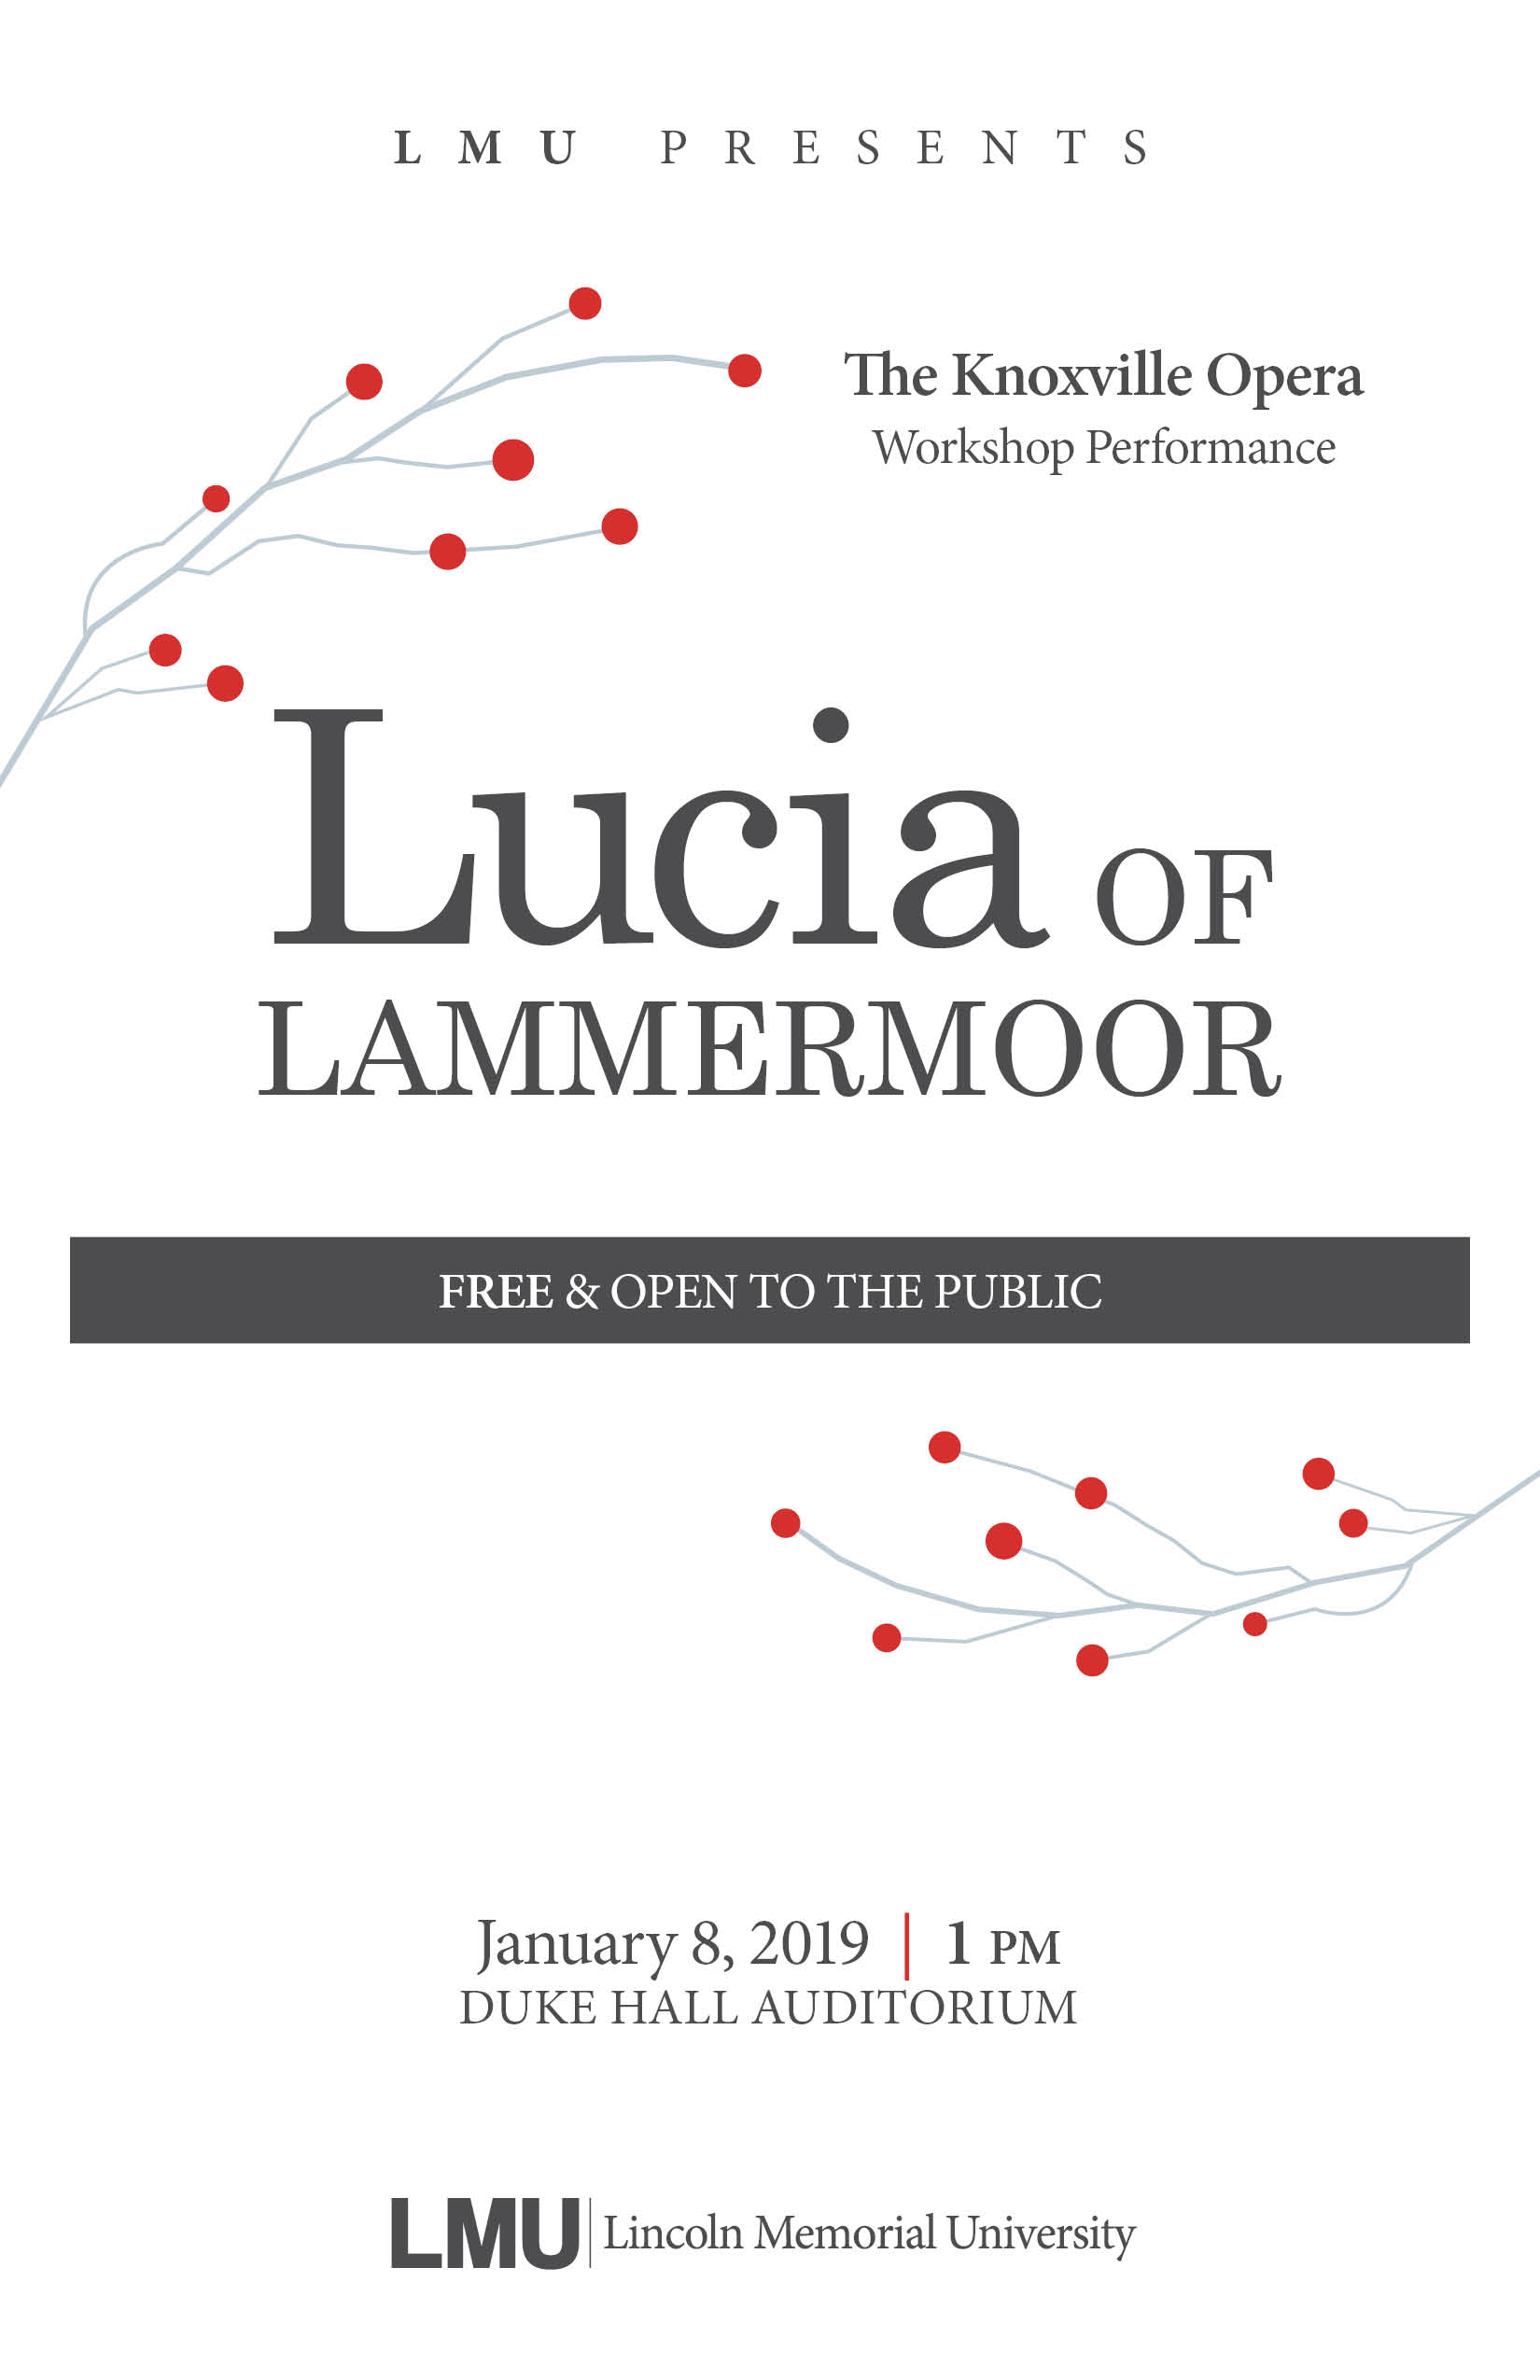 LMU PRESENTS
The Knoxville Opera
Workshop Performance
Lucia OF
LAMMERMOOR
FREE & OPEN TO THE PUBLIC
January 8, 2019 | 1 PM
DUKE HALL AUDITORIUM
LMU | Lincoln Memorial University